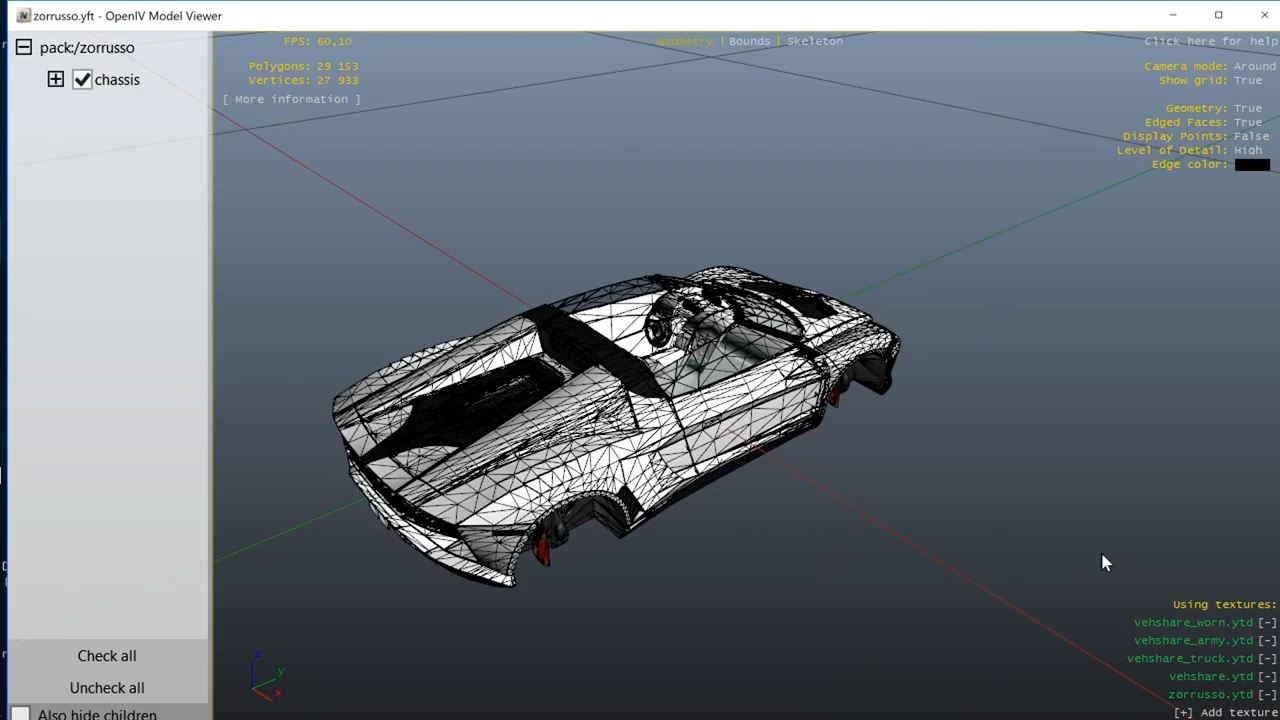 zorrusso.yft - OpenIV Model Viewer
pack:/zorrusso
chassis
FPS: 60,10
Geometry | Bounds | Skeleton
Click here for help
Polygons: 29 153
Vertices: 27 933
[ More information ]
Camera mode: Around
Show grid: True
Geometry: True
Edged Faces: True
Display Points: False
Level of Detail: High
Edge color:
z
y
x
Using textures:
vehshare_worn.ytd [-]
vehshare_army.ytd [-]
vehshare_truck.ytd [-]
vehshare.ytd [-]
zorrusso.ytd [-]
[+] Add texture
Check all
Uncheck all
Also hide children